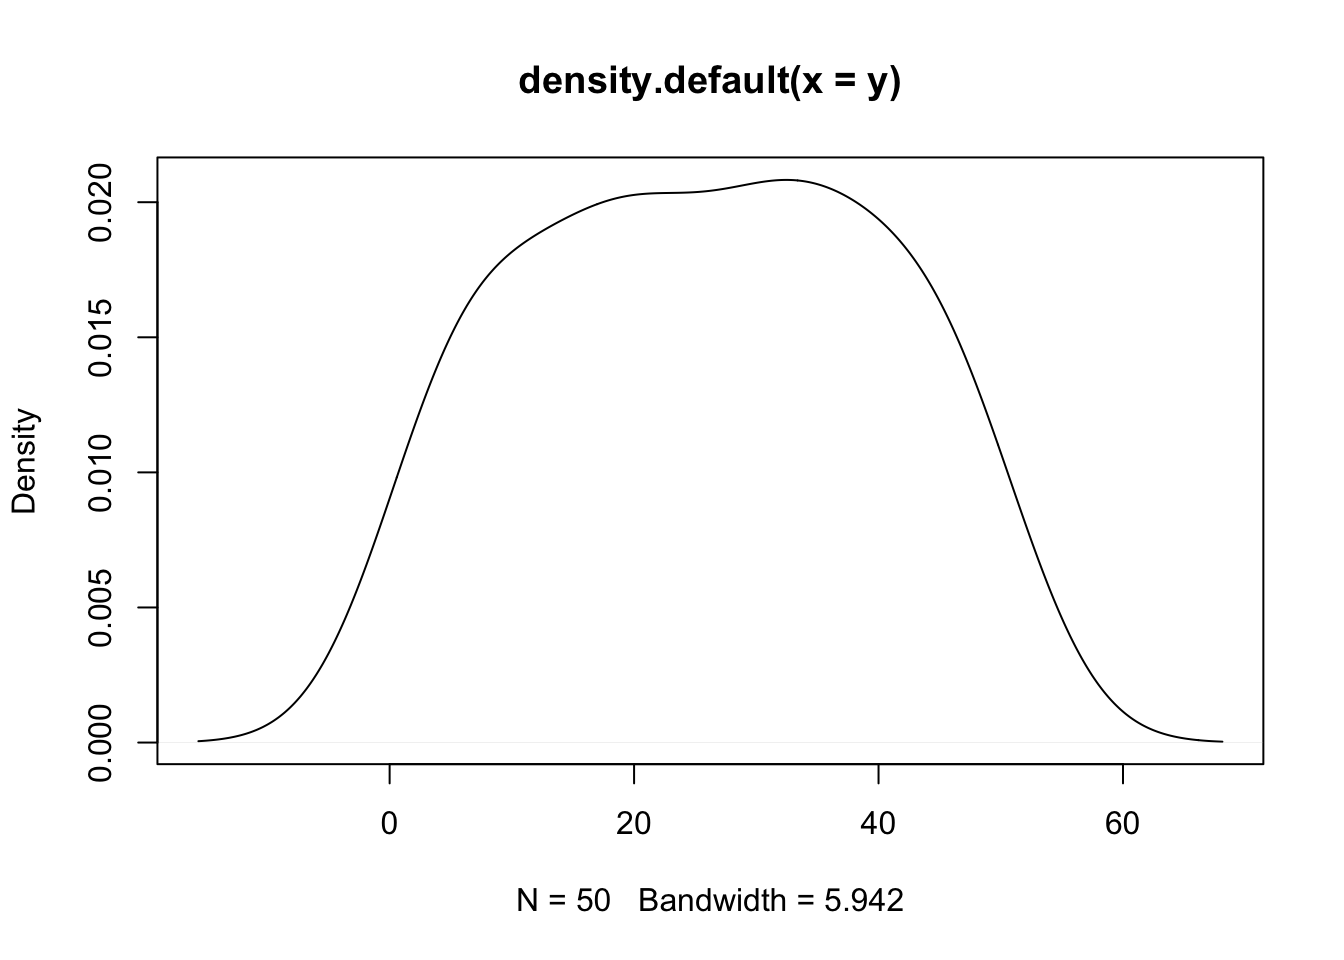 density.default(x = y)
Density
0.020
0.015
0.010
0.005
0.000
0 20 40 60
N = 50 Bandwidth = 5.942